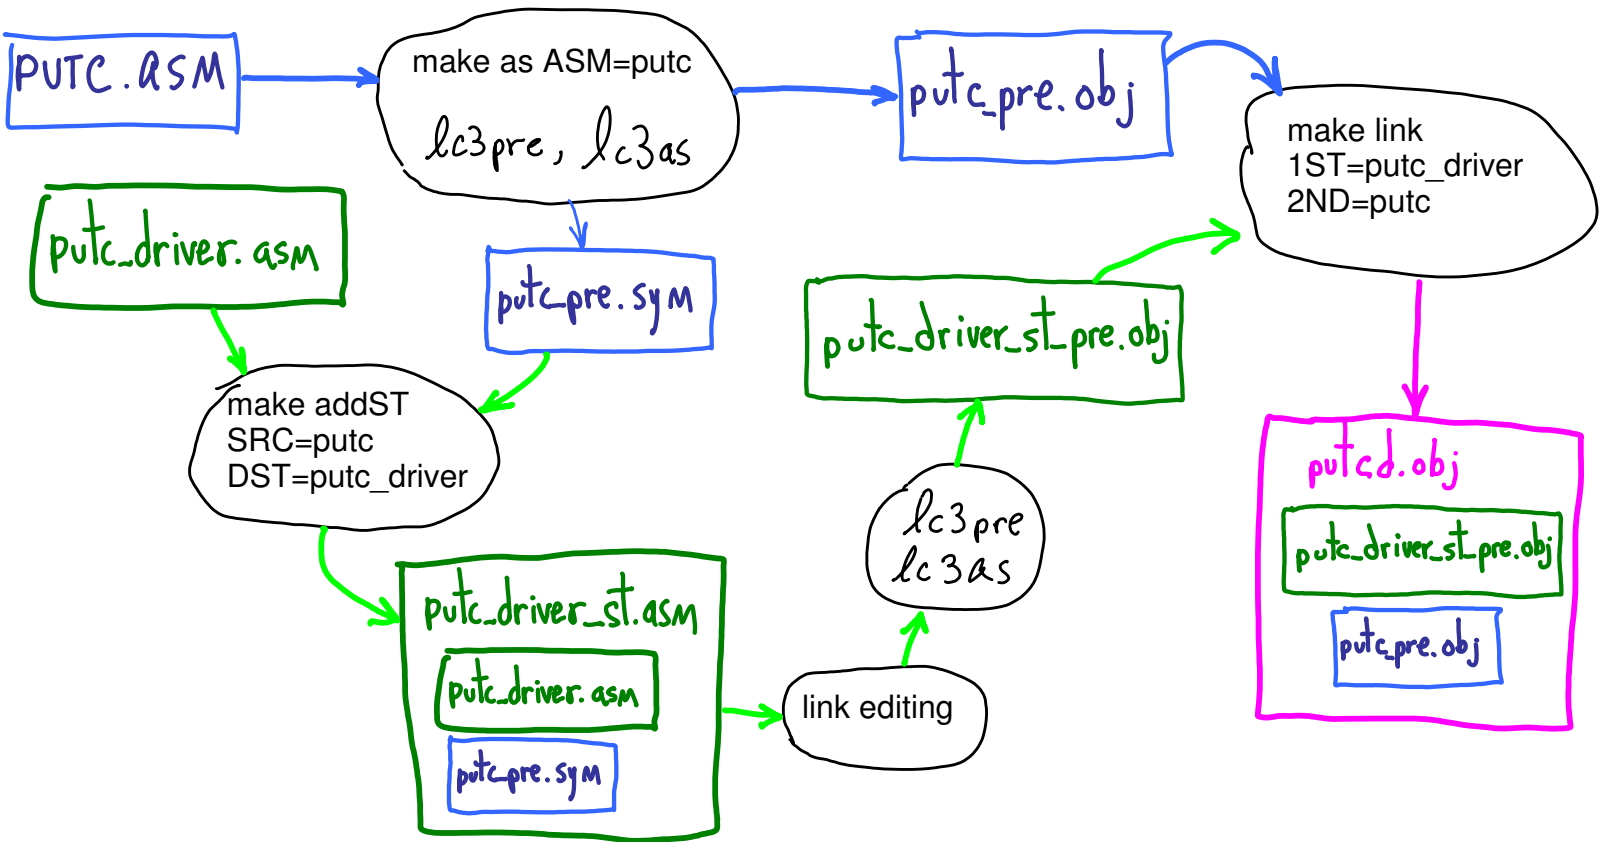 PUTC.asm
make as ASM=putc
lc3pre, lc3as
putc_pre.obj
make link
1ST=putc_driver
2ND=putc
putc_driver.asm
putc_pre.sym
putc_driver_st_pre.obj
make addST
SRC=putc
DST=putc_driver
putcd.obj
putc_driver_st_pre.obj
putc_pre.obj
lc3pre
lc3as
putc_driver_st.asm
putc_driver.asm
putc_pre.sym
link editing